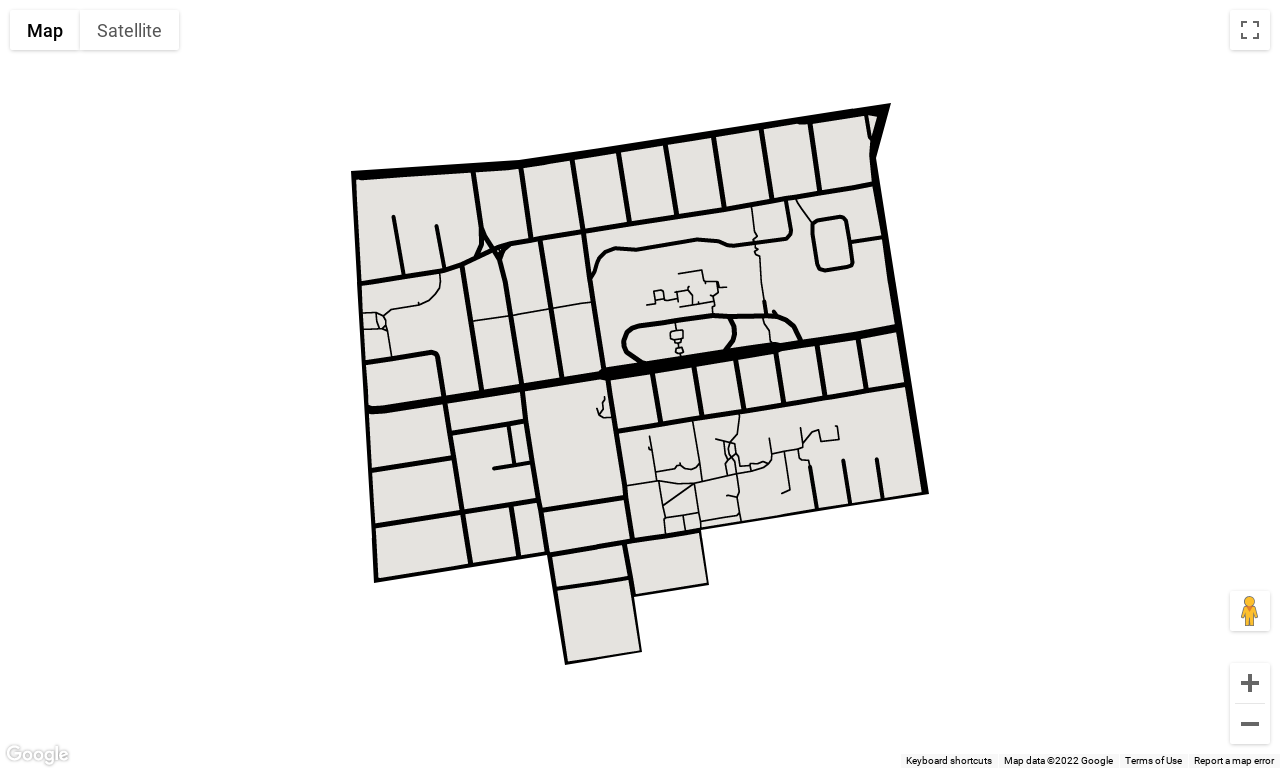 Map Satellite
Google
Keyboard shortcuts Map data ©2022 Google Terms of Use Report a map error